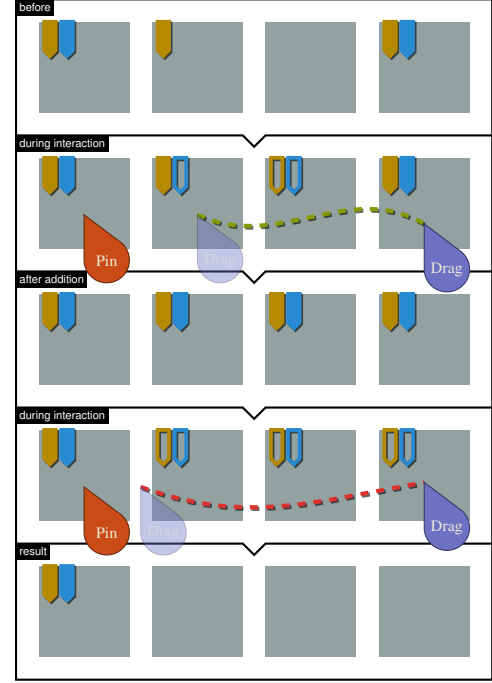 before
during interaction
Pin
Drag
Drag
after addition
during interaction
Pin
Drag
Drag
result